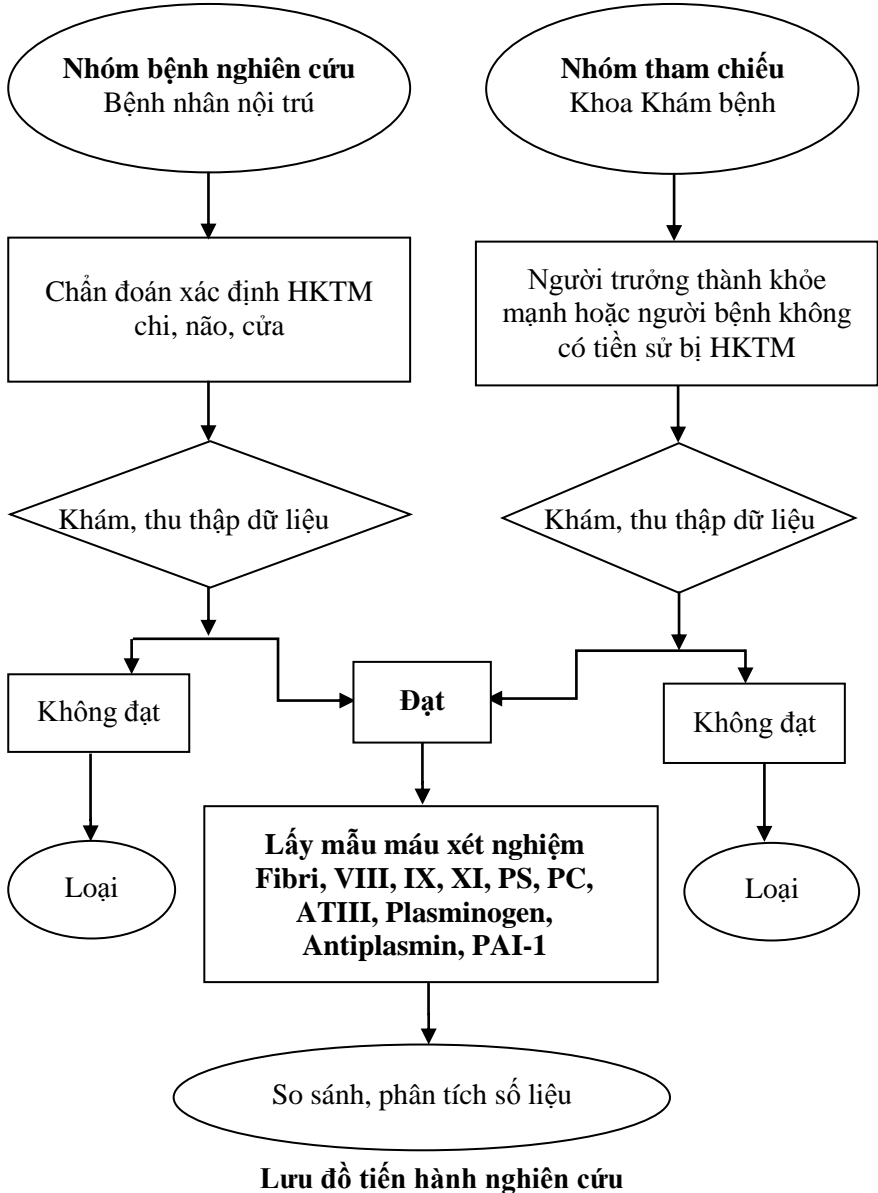 Nhóm bệnh nghiên cứu
Bệnh nhân nội trú
Nhóm tham chiếu
Khoa Khám bệnh
Chẩn đoán xác định HKTM
chi, não, cửa
Người trưởng thành khỏe
mạnh hoặc người bệnh không
có tiền sử bị HKTM
Khám, thu thập dữ liệu
Khám, thu thập dữ liệu
Không đạt
Đạt
Không đạt
Loại
Lấy mẫu máu xét nghiệm
Fibri, VIII, IX, XI, PS, PC,
ATIII, Plasminogen,
Antiplasmin, PAI-1
Loại
So sánh, phân tích số liệu
Lưu đồ tiến hành nghiên cứu